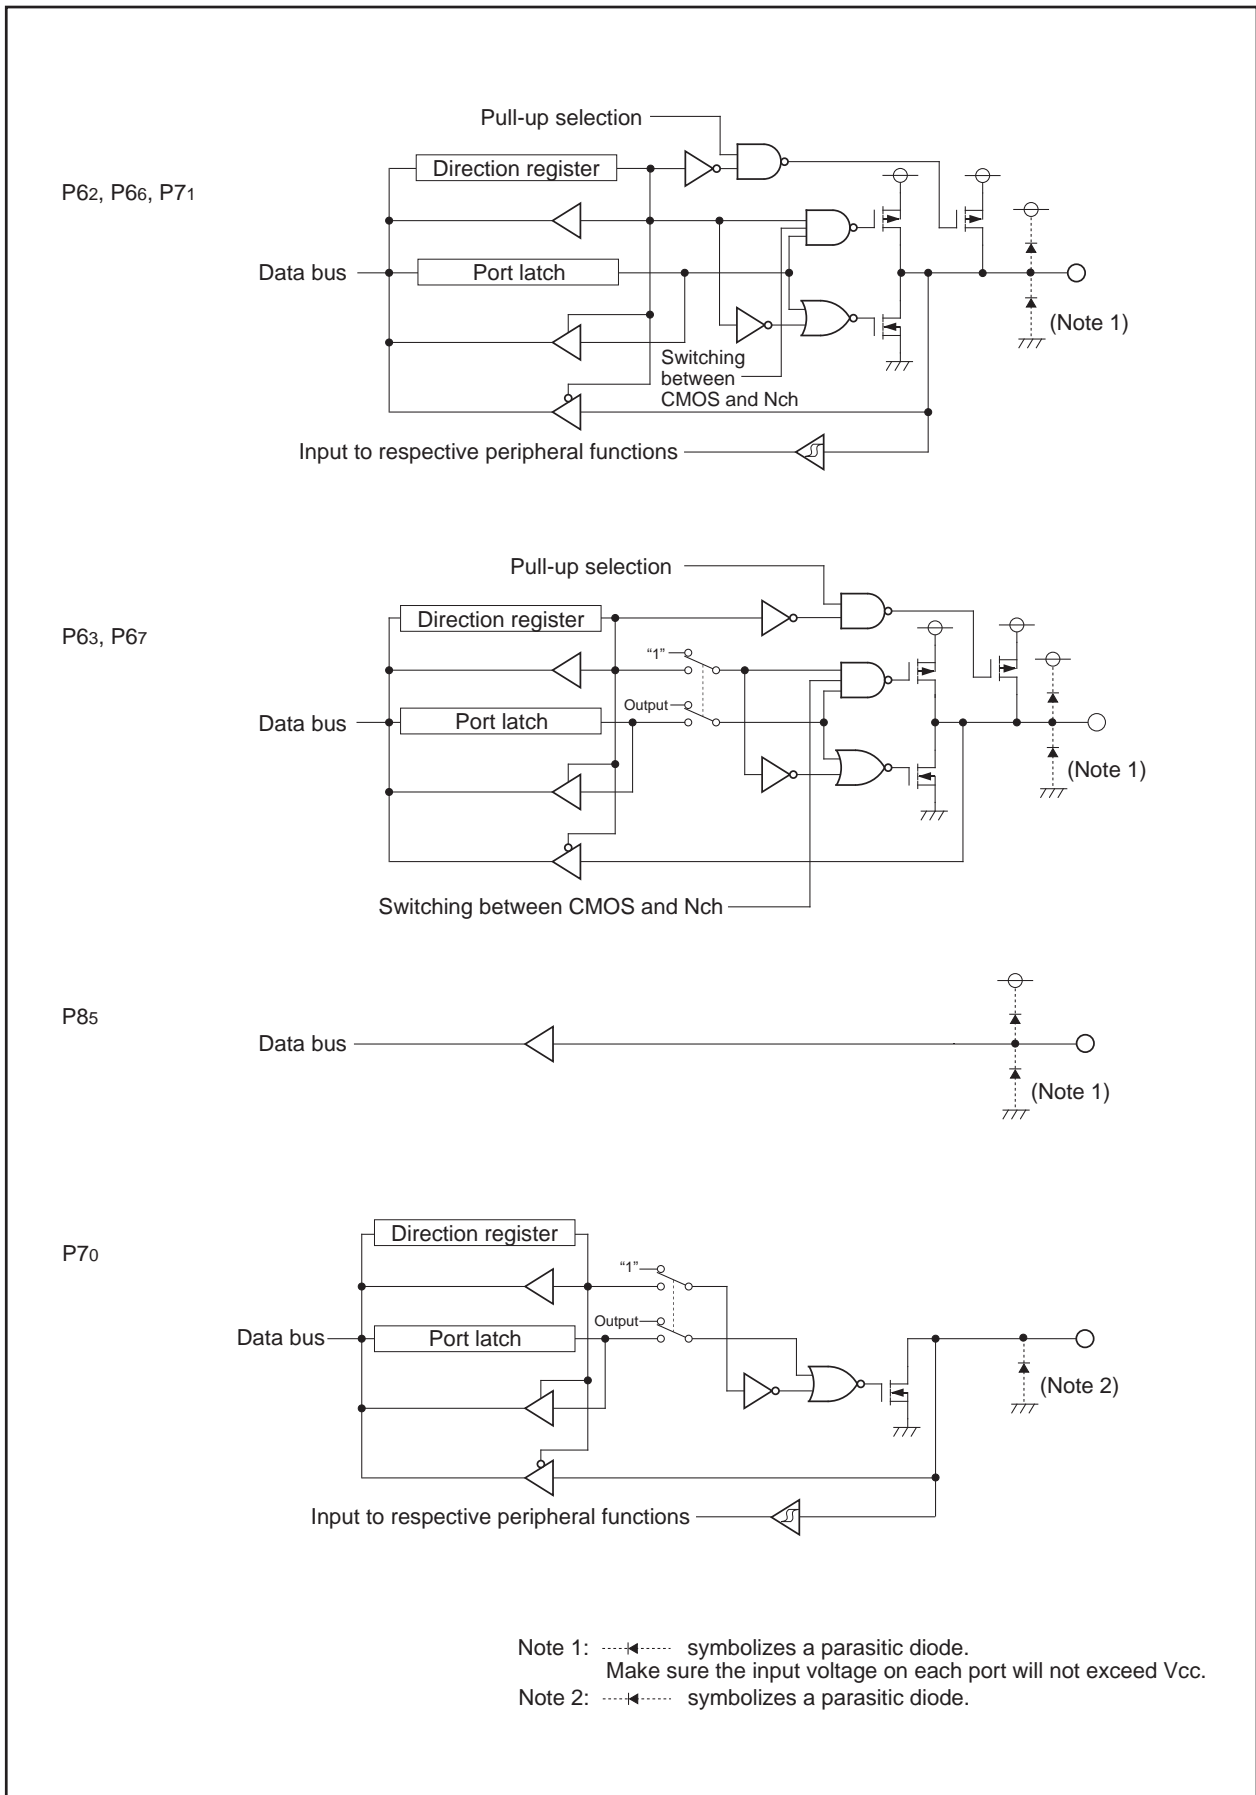 Pull-up selection
Direction register
P62, P66, P71
Data bus
Port latch
(Note 1)
Switching
between
CMOS and Nch
Input to respective peripheral functions
Pull-up selection
Direction register
P63, P67
“1”
Output
Data bus
Port latch
(Note 1)
Switching between CMOS and Nch
P85
Data bus
(Note 1)
Direction register
P70
“1”
Output
Data bus
Port latch
(Note 2)
Input to respective peripheral functions
Note 1: symbolizes a parasitic diode.
Make sure the input voltage on each port will not exceed Vcc.
Note 2: symbolizes a parasitic diode.